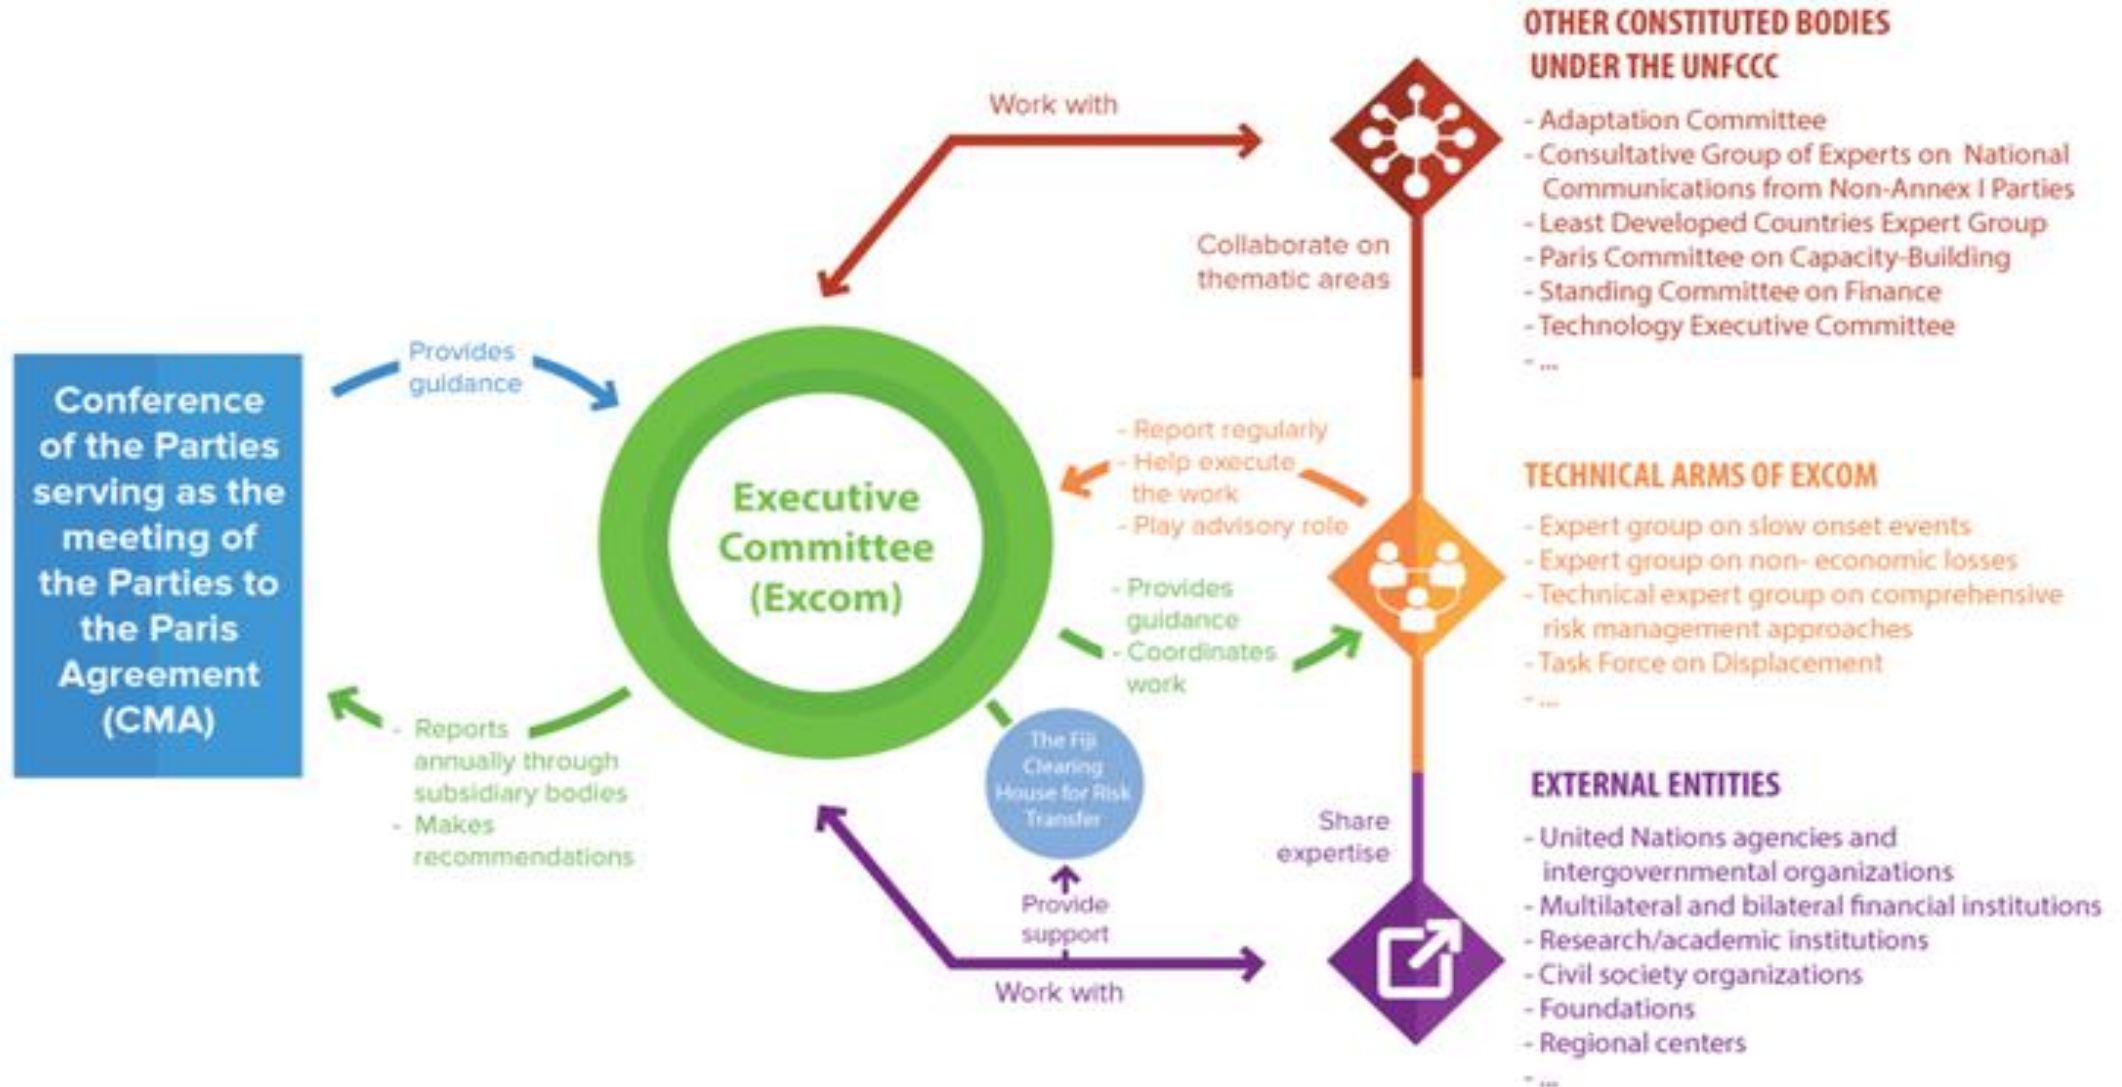 OTHER CONSTITUTED BODIES
UNDER THE UNFCCC
- Adaptation Committee
- Consultative Group of Experts on National
Communications from Non-Annex I Parties
- Least Developed Countries Expert Group
- Paris Committee on Capacity-Building
- Standing Committee on Finance
- Technology Executive Committee
- ...
Work with
Collaborate on
thematic areas
Conference
of the Parties
serving as the
meeting of
the Parties to
the Paris
Agreement
(CMA)
Provides
guidance
Executive
Committee
(Excom)
- Reports
annually through
subsidiary bodies
- Makes
recommendations
- Report regularly
- Help execute
the work
- Play advisory role
- Provides
guidance
- Coordinates
work
TECHNICAL ARMS OF EXCOM
- Expert group on slow onset events
- Expert group on non- economic losses
- Technical expert group on comprehensive
risk management approaches
- Task Force on Displacement
- ...
The Fiji
Clearing
House for Risk
Transfer
Provide
support
Work with
Share
expertise
EXTERNAL ENTITIES
- United Nations agencies and
intergovernmental organizations
- Multilateral and bilateral financial institutions
- Research/academic institutions
- Civil society organizations
- Foundations
- Regional centers
- ...